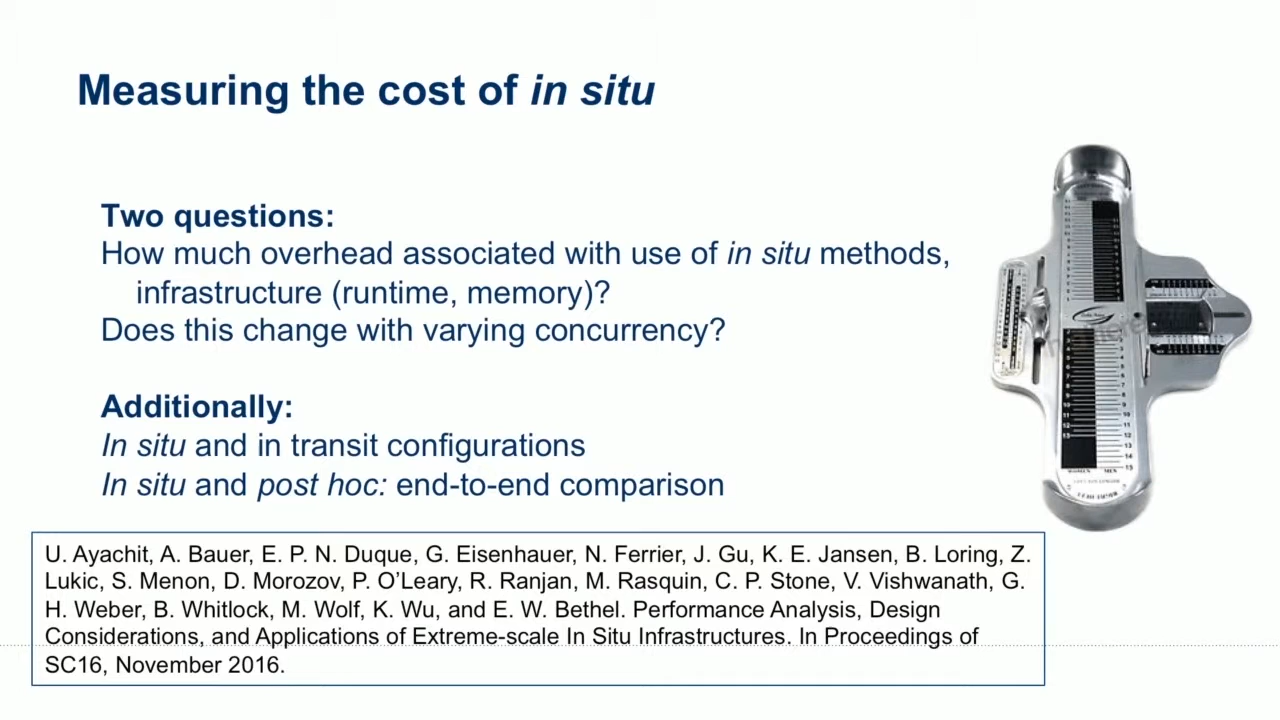 Measuring the cost of in situ
Two questions:
How much overhead associated with use of in situ methods,
infrastructure (runtime, memory)?
Does this change with varying concurrency?
Additionally:
In situ and in transit configurations
In situ and post hoc: end-to-end comparison
U. Ayachit, A. Bauer, E. P. N. Duque, G. Eisenhauer, N. Ferrier, J. Gu, K. E. Jansen, B. Loring, Z.
Lukic, S. Menon, D. Morozov, P. O'Leary, R. Ranjan, M. Rasquin, C. P. Stone, V. Vishwanath, G.
H. Weber, B. Whitlock, M. Wolf, K. Wu, and E. W. Bethel. Performance Analysis, Design
Considerations, and Applications of Extreme-scale In Situ Infrastructures. In Proceedings of
SC16, November 2016.